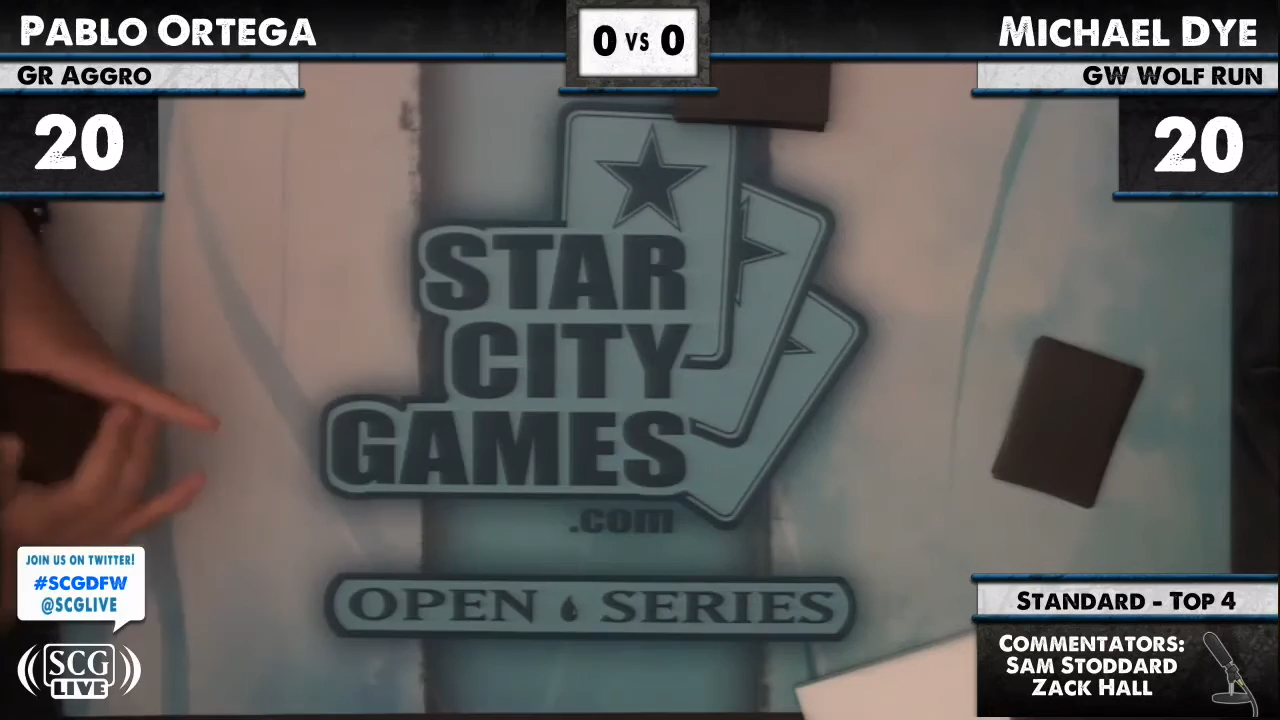 PABLO ORTEGA
0 VS 0
MICHAEL DYE
GR AGGRO
GW WOLF RUN
20
20
STAR
CITY
GAMES
.com
OPEN SERIES
JOIN US ON TWITTER!
#SCGDFW
@SCGLIVE
SCG
LIVE
STANDARD - TOP 4
COMMENTATORS:
SAM STODDARD
ZACK HALL